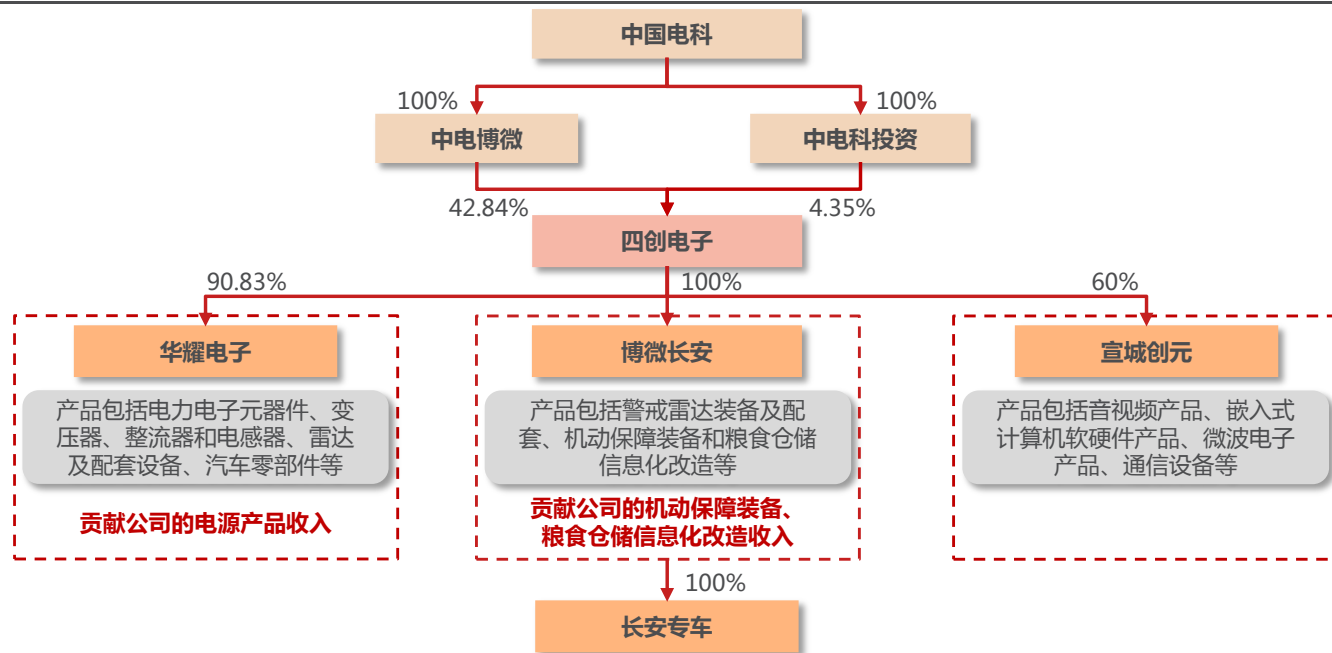 中国电科
100%
100%
中电博微
中电科投资
42.84%
4.35%
四创电子
90.83%
100%
60%
华耀电子
产品包括电力电子元器件、变
压器、整流器和电感器、雷达
及配套设备、汽车零部件等
贡献公司的电源产品收入
博微长安
产品包括警戒雷达装备及配
套、机动保障装备和粮食仓储
信息化改造等
贡献公司的机动保障装备、
粮食仓储信息化改造收入
宣城创元
产品包括音视频产品、嵌入式
计算机软硬件产品、微波电子
产品、通信设备等
100%
长安专车